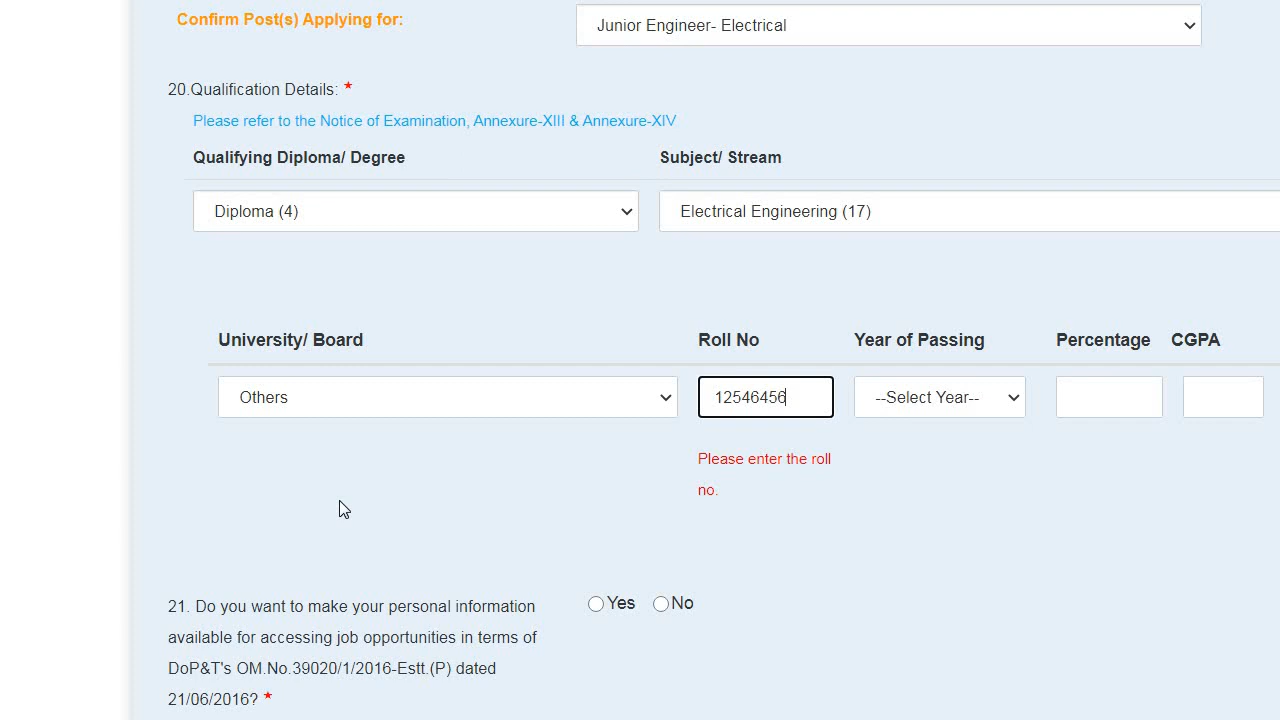 Confirm Post(s) Applying for:
Junior Engineer- Electrical
20.Qualification Details: *
Please refer to the Notice of Examination, Annexure-XIII & Annexure-XIV
Qualifying Diploma/ Degree Subject/ Stream
Diploma (4) Electrical Engineering (17)
University/ Board Roll No Year of Passing Percentage CGPA
Others 12546456 --Select Year--
Please enter the roll
no.
21. Do you want to make your personal information Yes No
available for accessing job opportunities in terms of
DoP&T's OM.No.39020/1/2016-Estt.(P) dated
21/06/2016? *